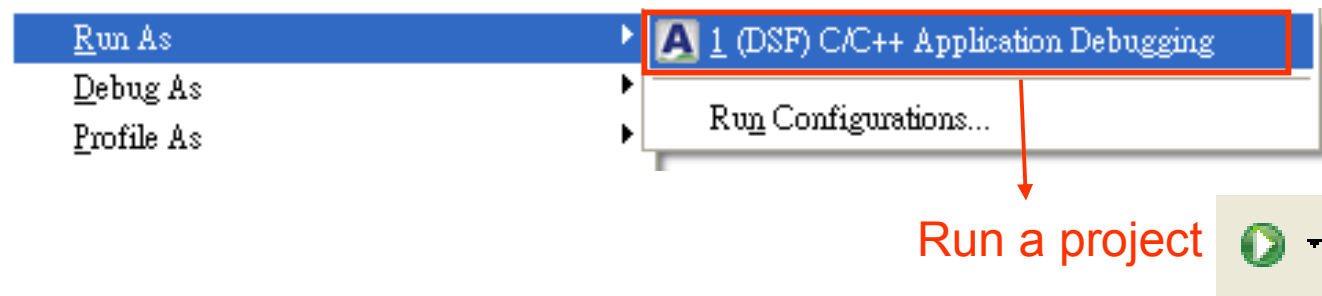 Run As
1 (DSF) C/C++ Application Debugging
Debug As
Run Configurations...
Profile As
Run a project